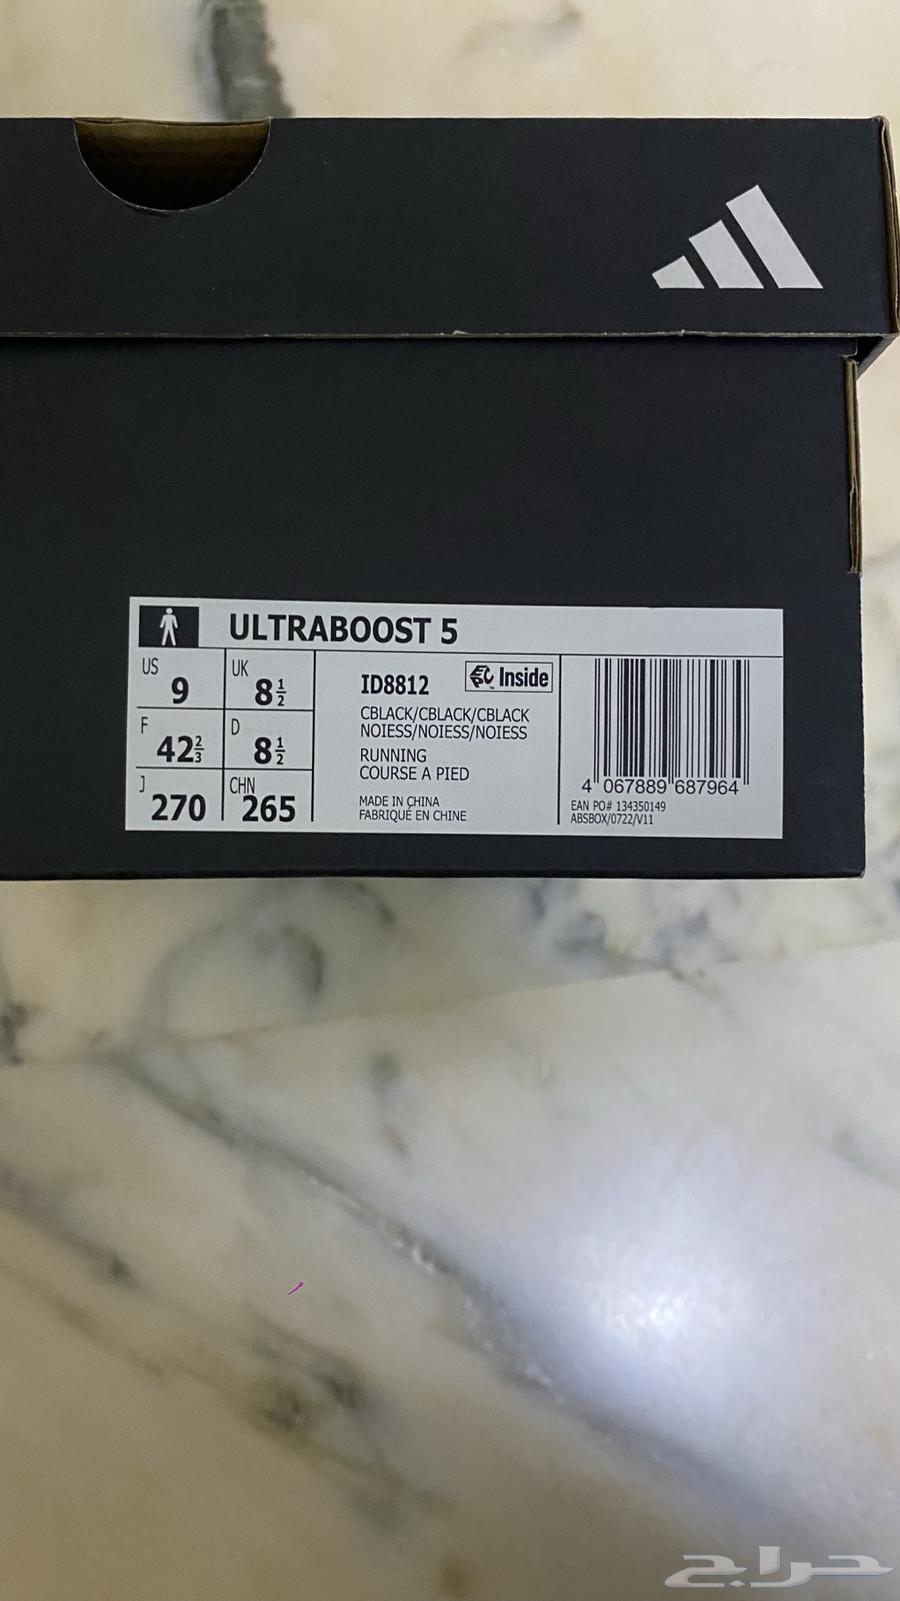 ULTRABOOST 5
US 9
UK 8½
F 42⅔
D 8½
J 270
CHN 265
ID8812
EPC Inside
CBLACK/CBLACK/CBLACK
NOIESS/NOIESS/NOIESS
RUNNING
COURSE A PIED
MADE IN CHINA
FABRIQUÉ EN CHINE
4 067889 687964
EAN PO# 134350149
ABSBOX/0722/V11
حراج